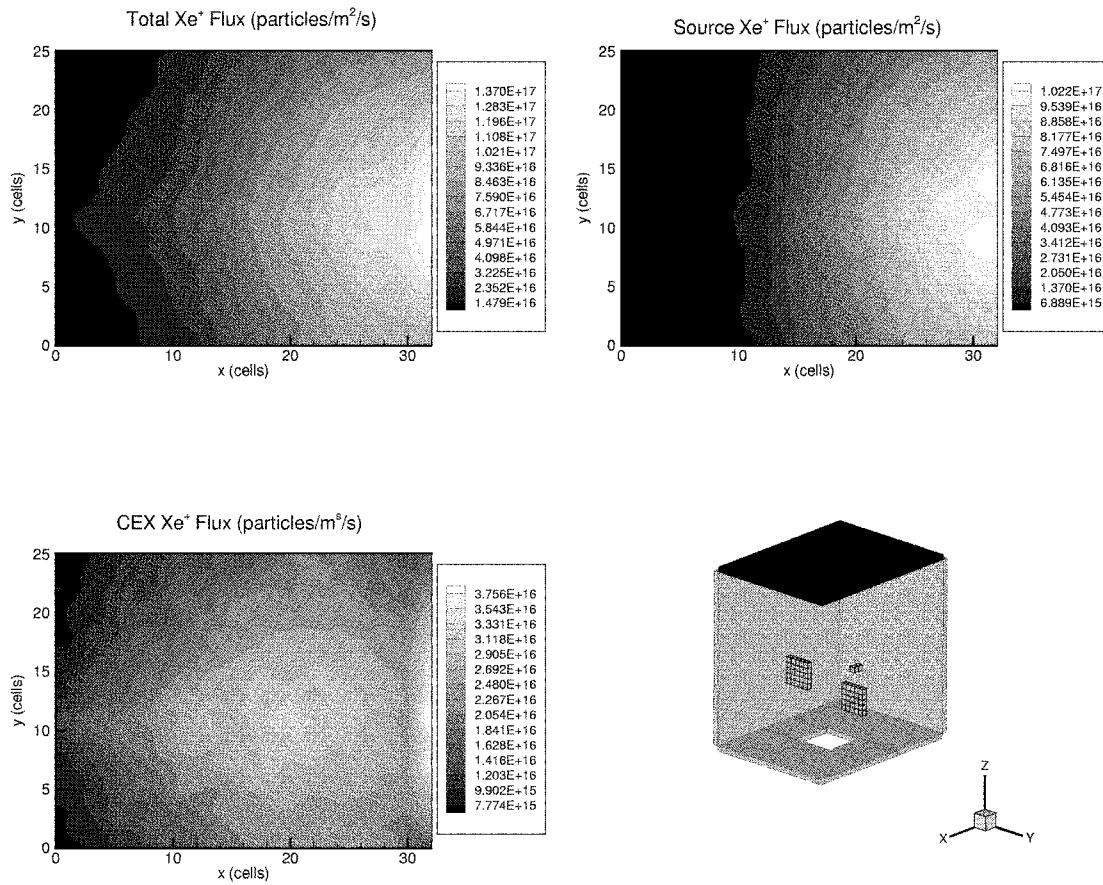 Total Xe⁺ Flux (particles/m²/s)
25
20
15
10
5
0
y (cells)
0 10 20 30
x (cells)
1.370E+17
1.283E+17
1.196E+17
1.108E+17
1.021E+17
9.336E+16
8.463E+16
7.590E+16
6.717E+16
5.844E+16
4.971E+16
4.098E+16
3.225E+16
2.352E+16
1.479E+16
Source Xe⁺ Flux (particles/m²/s)
25
20
15
10
5
0
y (cells)
0 10 20 30
x (cells)
1.022E+17
9.539E+16
8.858E+16
8.177E+16
7.497E+16
6.816E+16
6.135E+16
5.454E+16
4.773E+16
4.093E+16
3.412E+16
2.731E+16
2.050E+16
1.370E+16
6.889E+15
CEX Xe⁺ Flux (particles/mˢ/s)
25
20
15
10
5
0
y (cells)
0 10 20 30
x (cells)
3.756E+16
3.543E+16
3.331E+16
3.118E+16
2.905E+16
2.692E+16
2.480E+16
2.267E+16
2.054E+16
1.841E+16
1.628E+16
1.416E+16
1.203E+16
9.902E+15
7.774E+15
Z
X
Y